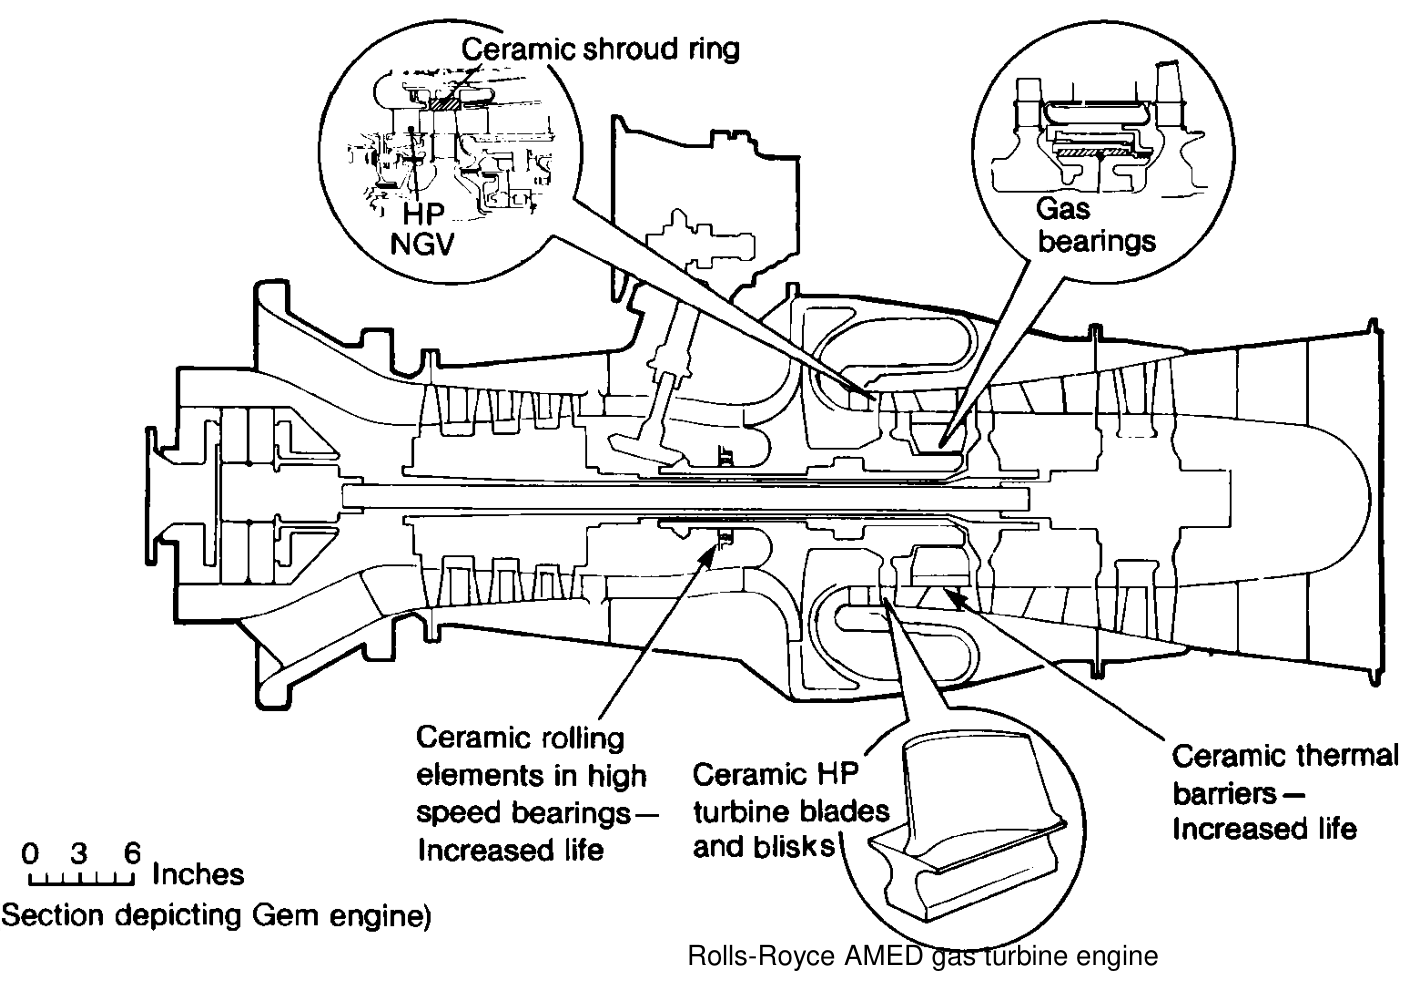 Ceramic shroud ring
HP
NGV
Gas
bearings
Ceramic rolling
elements in high
speed bearings—
Increased life
Ceramic HP
turbine blades
and blisks
Ceramic thermal
barriers—
Increased life
0 3 6
Inches
Section depicting Gem engine)
Rolls-Royce AMED gas turbine engine